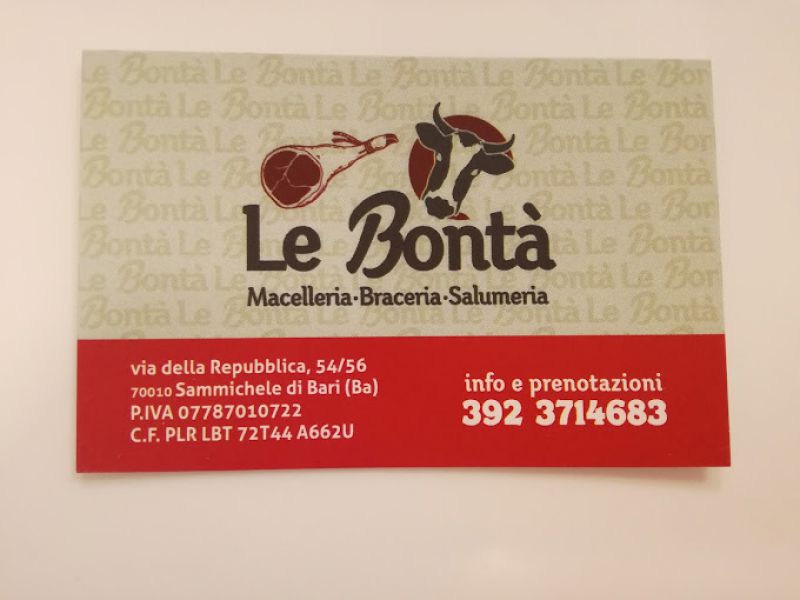 Le Bontà
Macelleria·Braceria·Salumeria
via della Repubblica, 54/56
70010 Sammichele di Bari (Ba)
P.IVA 07787010722
C.F. PLR LBT 72T44 A662U
info e prenotazioni
392 3714683